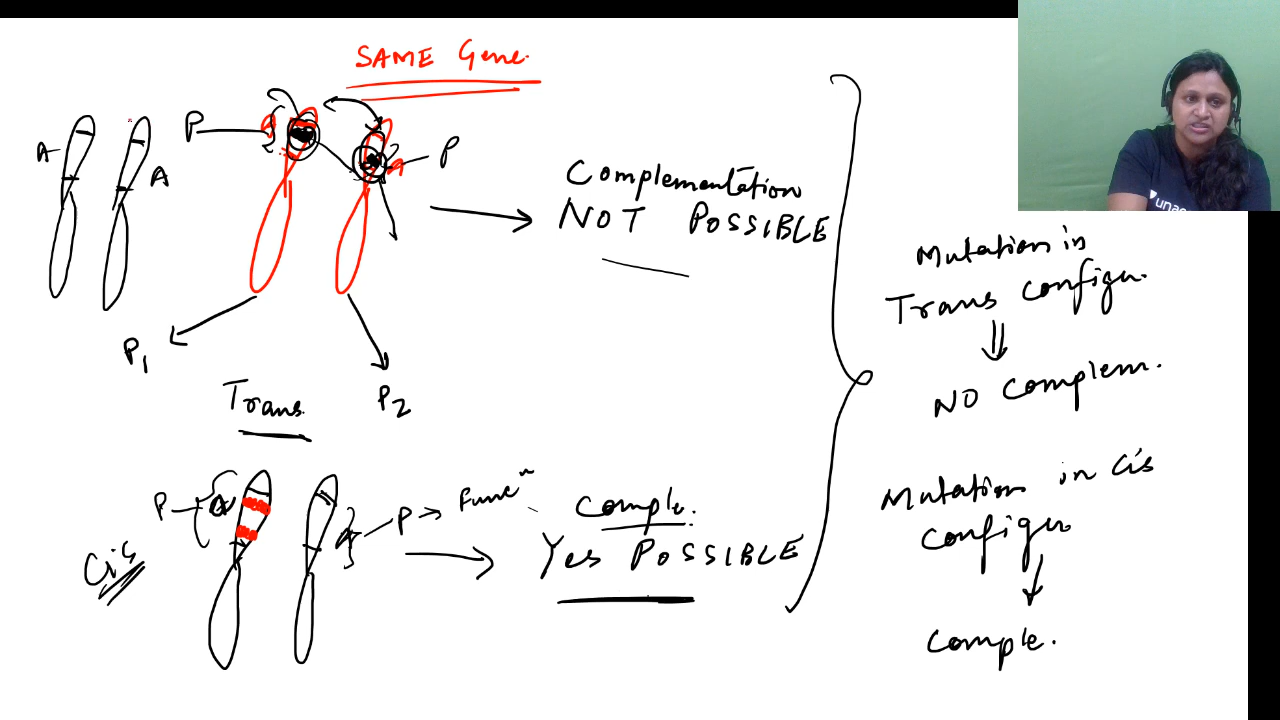 SAME Gene.
A
A
P
P
Complementation
NOT POSSIBLE
P1
P2
Trans.
Mutation in
Trans configu.
NO Complem.
Cis
P
P → Funcn
Comple.
Yes POSSIBLE
Mutation in Cis
configu
Comple.